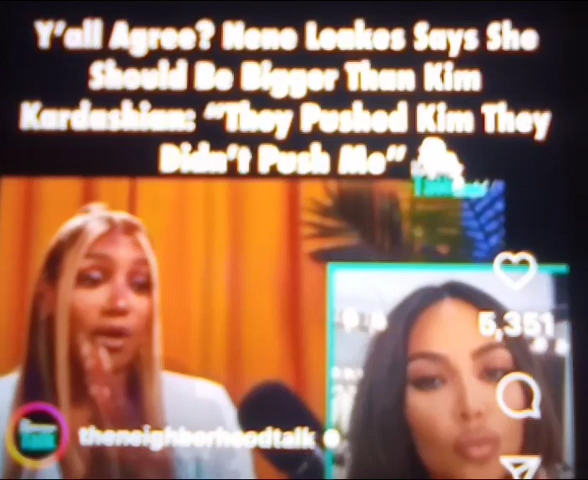 Y'all Agree? Nene Leakes Says She
Should Be Bigger Than Kim
Kardashian: "They Pushed Kim They
Didn't Push Me"
5,351
theneighborhoodtalk